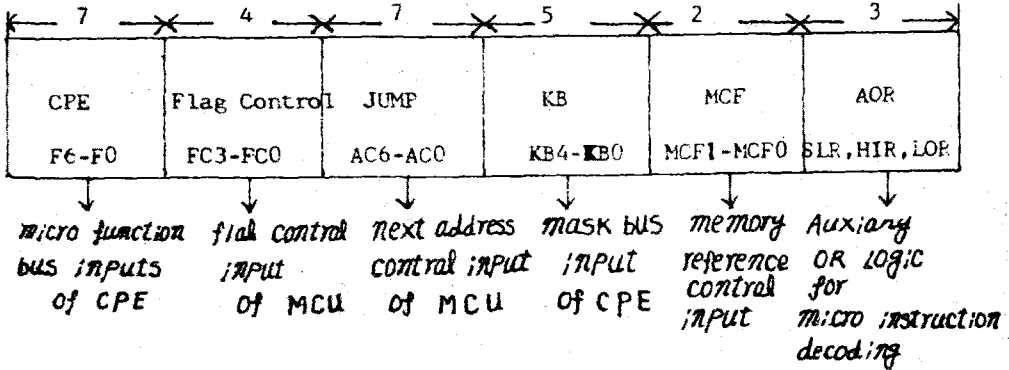 7 4 7 5 2 3
CPE Flag Control JUMP KB MCF AOR
F6-F0 FC3-FC0 AC6-AC0 KB4-KB0 MCF1-MCF0 SLR,HIR,LOR
micro function
bus inputs
of CPE
flal control
input
of MCU
next address
control input
of MCU
mask bus
input
of CPE
memory
reference
control
input
Auxiary
OR Logic
for
micro instruction
decoding